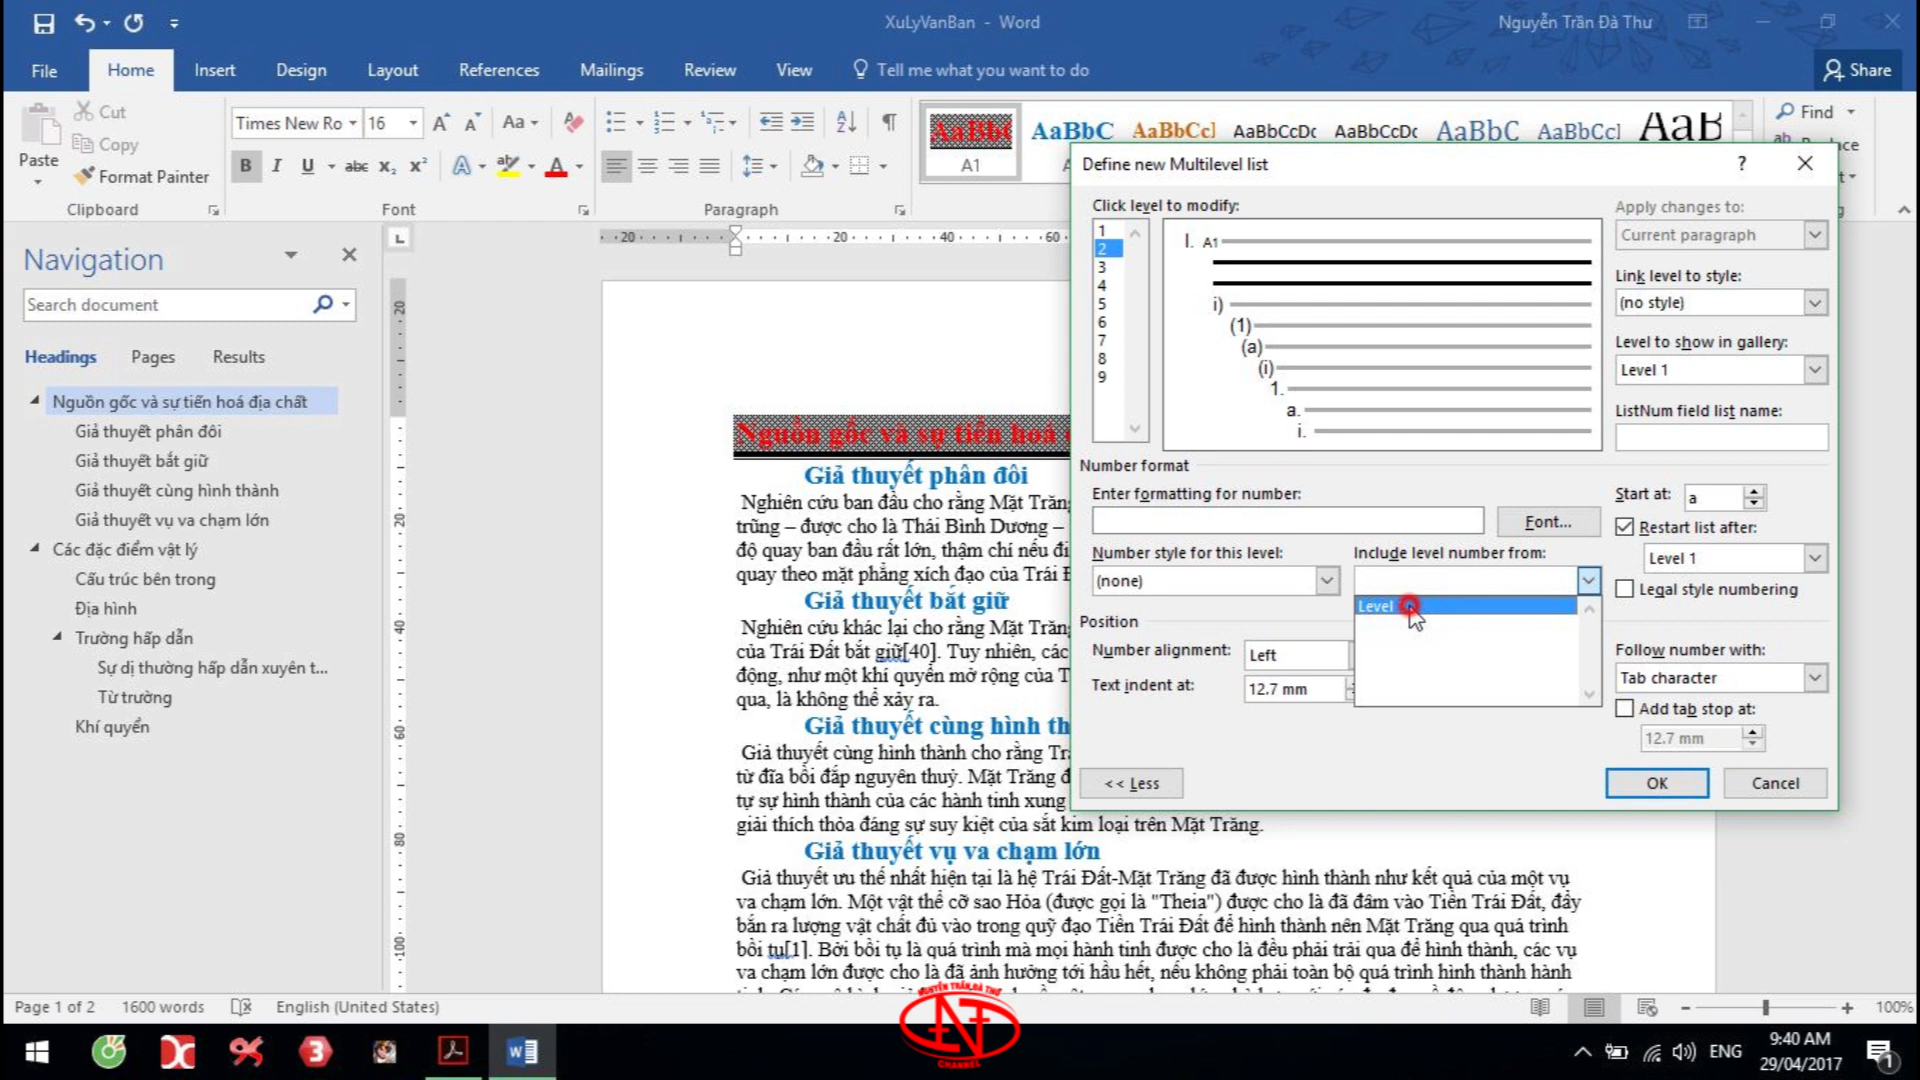 XuLyVanBan - Word
Nguyễn Trần Đà Thư
File
Home
Insert
Design
Layout
References
Mailings
Review
View
Tell me what you want to do
Share
Paste
Cut
Copy
Format Painter
Clipboard
Times New Ro
16
Aa
B I U abc X₂ X²
Font
Paragraph
AaBbC
AaBbCcl
AaBbCcDc
AaBbCcDc
AaBbC
AaBbCcl
AaB
A1
Find
Navigation
Search document
Headings
Pages
Results
Nguồn gốc và sự tiến hoá địa chất
Giả thuyết phân đôi
Giả thuyết bắt giữ
Giả thuyết cùng hình thành
Giả thuyết vụ va chạm lớn
Các đặc điểm vật lý
Cấu trúc bên trong
Địa hình
Trường hấp dẫn
Sự dị thường hấp dẫn xuyên t...
Từ trường
Khí quyển
Nguồn gốc và sự tiến hoá
Giả thuyết phân đôi
Nghiên cứu ban đầu cho rằng Mặt Trăng
trũng – được cho là Thái Bình Dương –
độ quay ban đầu rất lớn, thậm chí nếu đi
quay theo mặt phẳng xích đạo của Trái
Giả thuyết bắt giữ
Nghiên cứu khác lại cho rằng Mặt Trăn
của Trái Đất bắt giữ[40]. Tuy nhiên, các
động, như một khí quyển mở rộng của T
qua, là không thể xảy ra.
Giả thuyết cùng hình th
Giả thuyết cùng hình thành cho rằng Tr
từ đĩa bồi đắp nguyên thuỷ. Mặt Trăng đ
tự sự hình thành của các hành tinh xung
giải thích thỏa đáng sự suy kiệt của sắt kim loại trên Mặt Trăng.
Giả thuyết vụ va chạm lớn
Giả thuyết ưu thế nhất hiện tại là hệ Trái Đất-Mặt Trăng đã được hình thành như kết quả của một vụ
va chạm lớn. Một vật thể cỡ sao Hỏa (được gọi là "Theia") được cho là đã đâm vào Tiền Trái Đất, đẩy
bắn ra lượng vật chất đủ vào trong quỹ đạo Tiền Trái Đất để hình thành nên Mặt Trăng qua quá trình
bồi tụ[1]. Bởi bồi tụ là quá trình mà mọi hành tinh được cho là đều phải trải qua để hình thành, các vụ
va chạm lớn được cho là đã ảnh hưởng tới hầu hết, nếu không phải toàn bộ quá trình hình thành hành
Define new Multilevel list
Click level to modify:
1
2
3
4
5
6
7
8
9
I. A1
i)
(1)
(a)
(i)
1.
a.
i.
Apply changes to:
Current paragraph
Link level to style:
(no style)
Level to show in gallery:
Level 1
ListNum field list name:
Number format
Enter formatting for number:
Font...
Number style for this level:
(none)
Include level number from:
Level
Start at:
a
Restart list after:
Level 1
Legal style numbering
Position
Number alignment:
Left
Text indent at:
12.7 mm
Follow number with:
Tab character
Add tab stop at:
12.7 mm
<< Less
OK
Cancel
Page 1 of 2
1600 words
English (United States)
100%
NGUYỄN TRẦN ĐÀ THƯ
CHANNEL
ENG
9:40 AM
29/04/2017